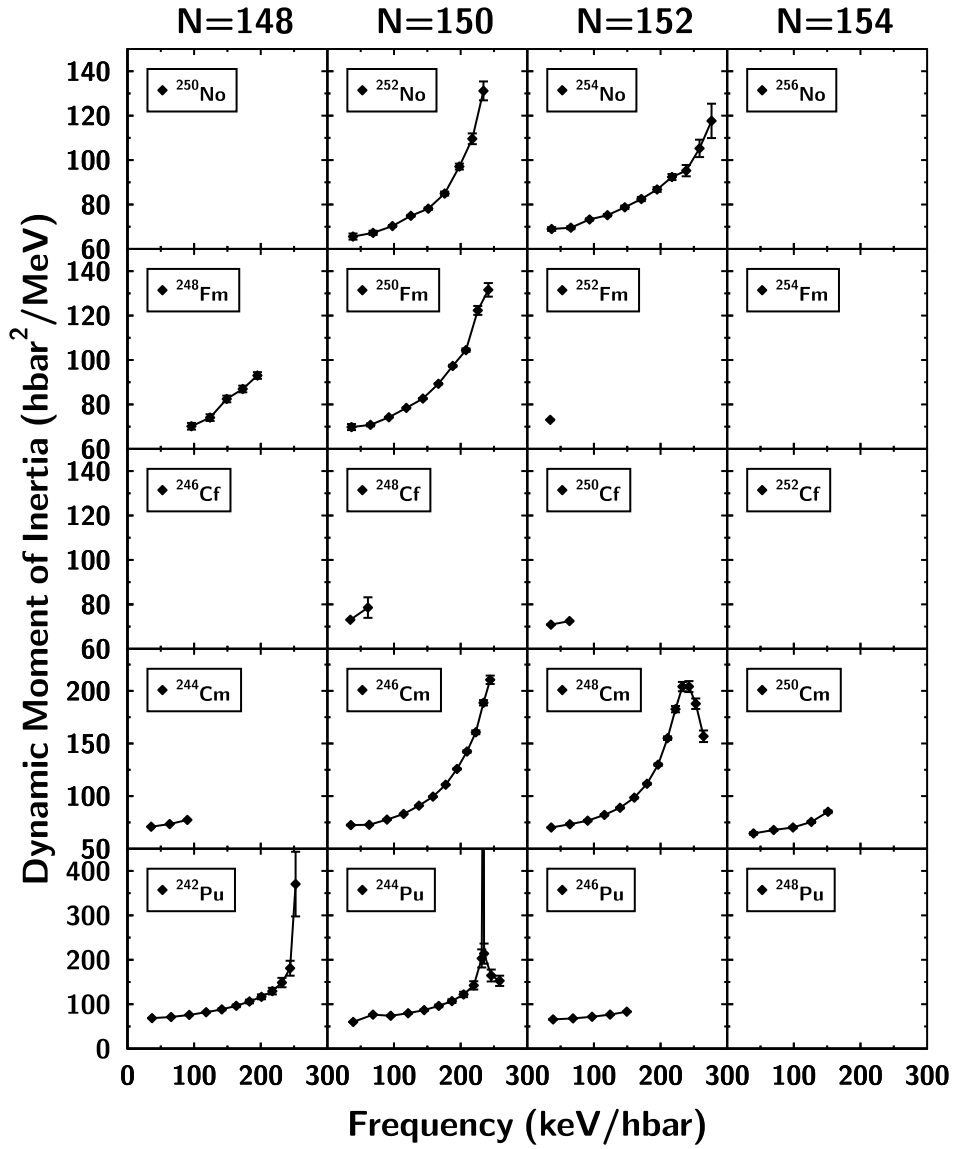 N=148 N=150 N=152 N=154
140
120
100
80
60
²⁵⁰No ²⁵²No ²⁵⁴No ²⁵⁶No
140
120
100
80
60
²⁴⁸Fm ²⁵⁰Fm ²⁵²Fm ²⁵⁴Fm
140
120
100
80
60
²⁴⁶Cf ²⁴⁸Cf ²⁵⁰Cf ²⁵²Cf
200
150
100
50
²⁴⁴Cm ²⁴⁶Cm ²⁴⁸Cm ²⁵⁰Cm
400
300
200
100
0
²⁴²Pu ²⁴⁴Pu ²⁴⁶Pu ²⁴⁸Pu
0 100 200 300 100 200 300 100 200 300 100 200 300
Frequency (keV/hbar)
Dynamic Moment of Inertia (hbar²/MeV)